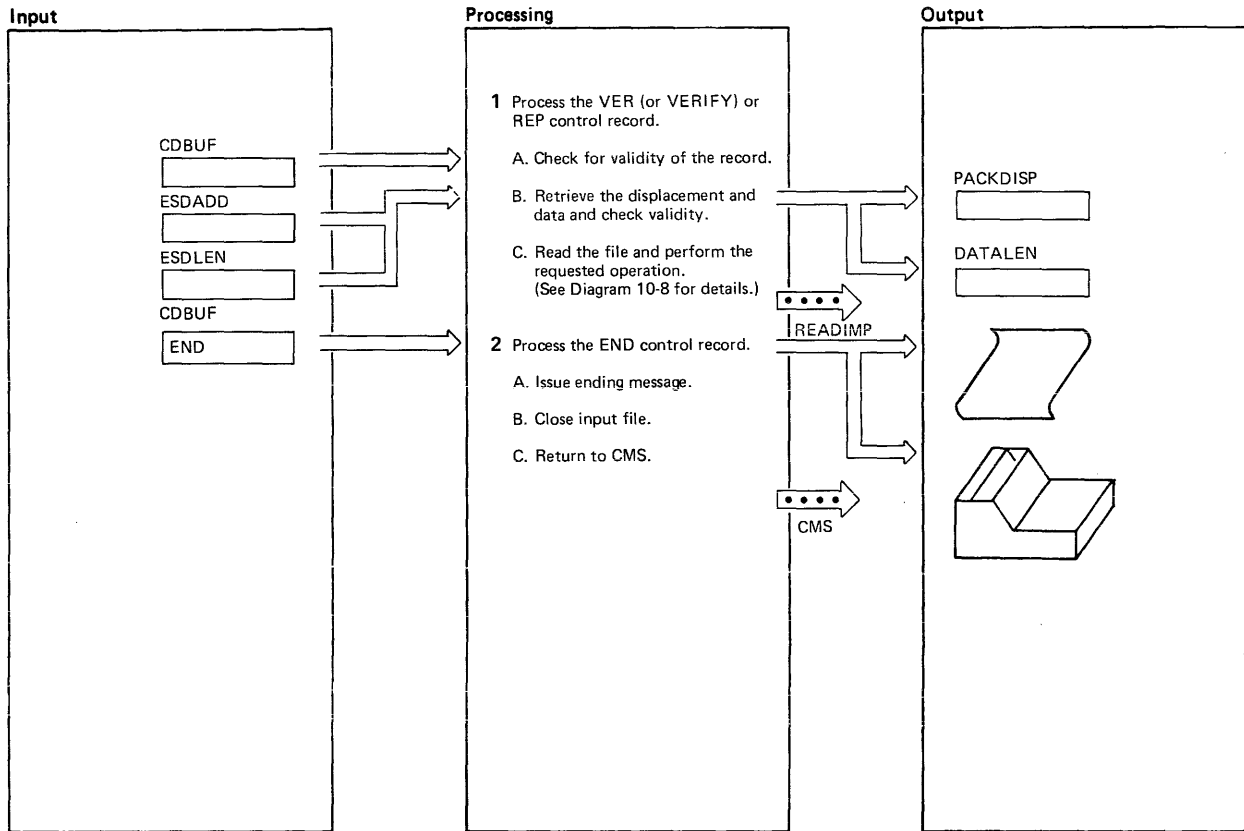 Input
Processing
Output
CDBUF
ESDADD
ESDLEN
CDBUF
END
1 Process the VER (or VERIFY) or
REP control record.
A. Check for validity of the record.
B. Retrieve the displacement and
data and check validity.
C. Read the file and perform the
requested operation.
(See Diagram 10-8 for details.)
READIMP
2 Process the END control record.
A. Issue ending message.
B. Close input file.
C. Return to CMS.
CMS
PACKDISP
DATALEN